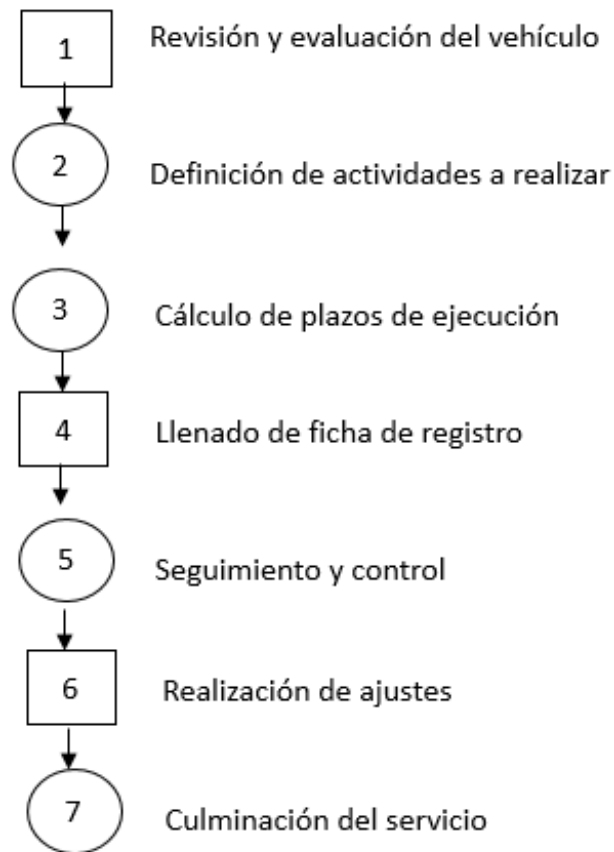 1 Revisión y evaluación del vehículo
2 Definición de actividades a realizar
3 Cálculo de plazos de ejecución
4 Llenado de ficha de registro
5 Seguimiento y control
6 Realización de ajustes
7 Culminación del servicio